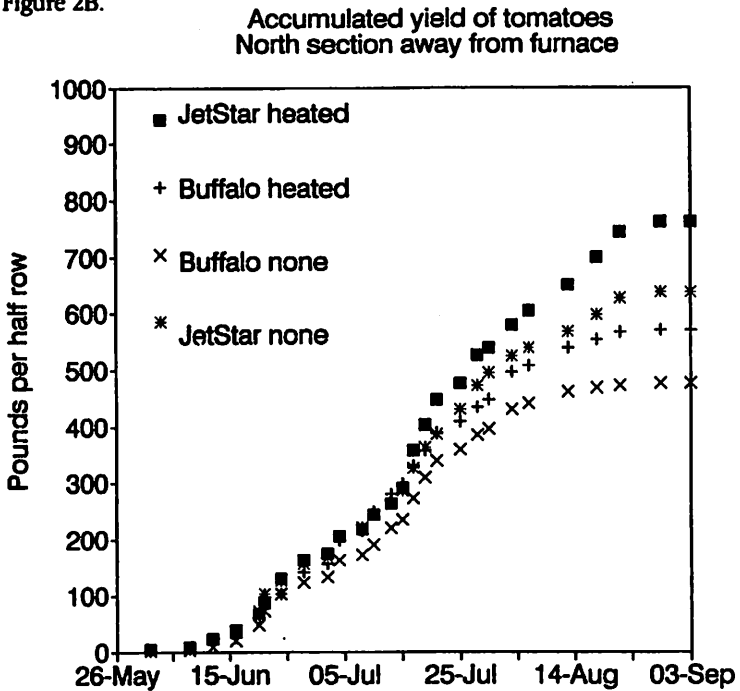 Figure 2B.
Accumulated yield of tomatoes
North section away from furnace
1000
900
800
700
600
500
400
300
200
100
0
Pounds per half row
JetStar heated
Buffalo heated
Buffalo none
JetStar none
26-May 15-Jun 05-Jul 25-Jul 14-Aug 03-Sep